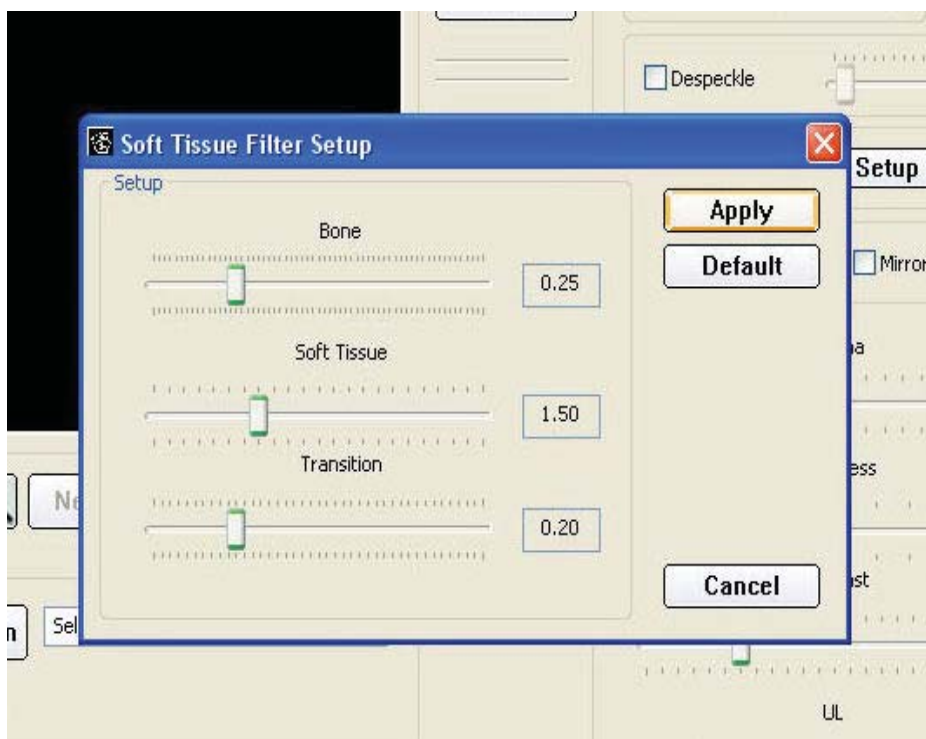 Despeckle
Soft Tissue Filter Setup
Setup
Setup
Apply
Bone
Default
Mirror
0.25
Soft Tissue
1.50
Transition
0.20
Cancel
UL